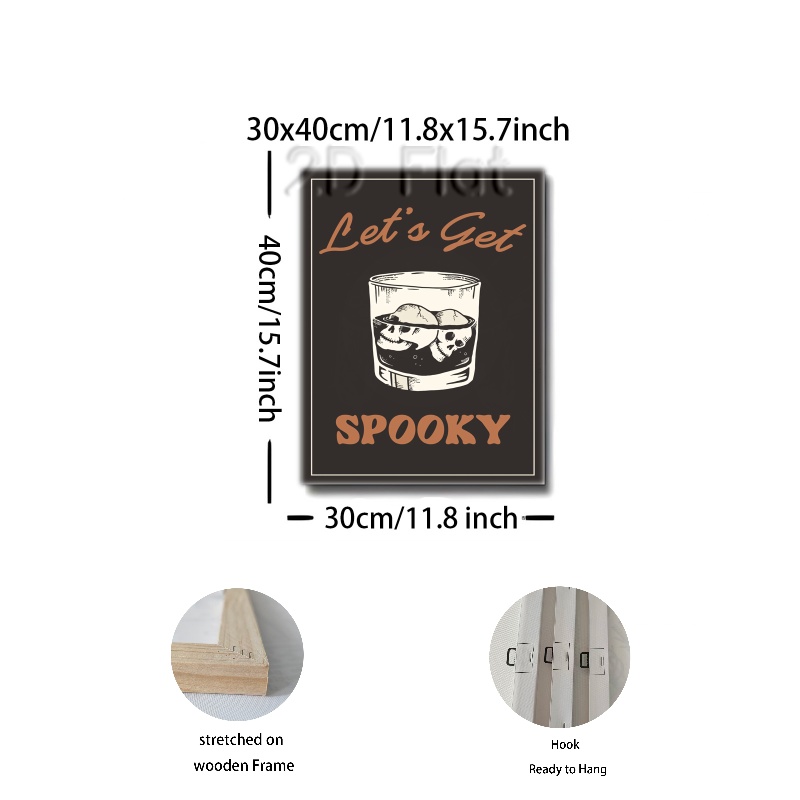 30x40cm/11.8x15.7inch
2D Flat
40cm/15.7inch
Let's Get
SPOOKY
30cm/11.8 inch
stretched on
wooden Frame
Hook
Ready to Hang